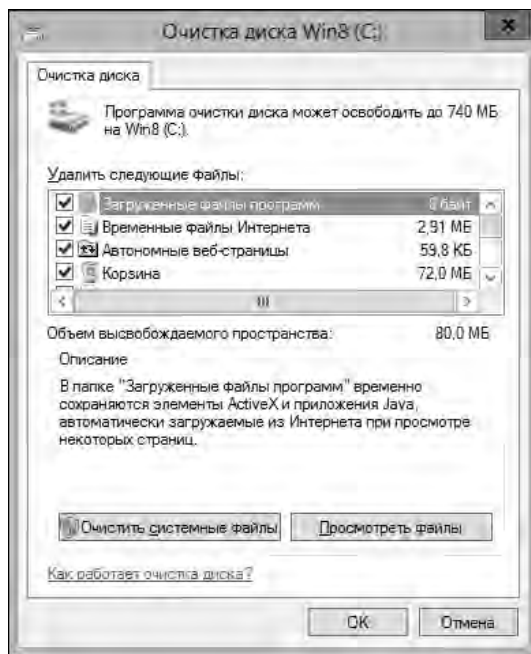 Очистка диска Win8 (C:)
Очистка диска
Программа очистки диска может освободить до 740 МБ
на Win8 (C:).
Удалить следующие файлы:
Загруженные файлы программ 0 байт
Временные файлы Интернета 2,91 МБ
Автономные веб-страницы 59,8 КБ
Корзина 72,0 МБ
Объем высвобождаемого пространства: 80,0 МБ
Описание
В папке "Загруженные файлы программ" временно
сохраняются элементы ActiveX и приложения Java,
автоматически загружаемые из Интернета при просмотре
некоторых страниц.
Очистить системные файлы Просмотреть файлы
Как работает очистка диска?
ОК Отмена